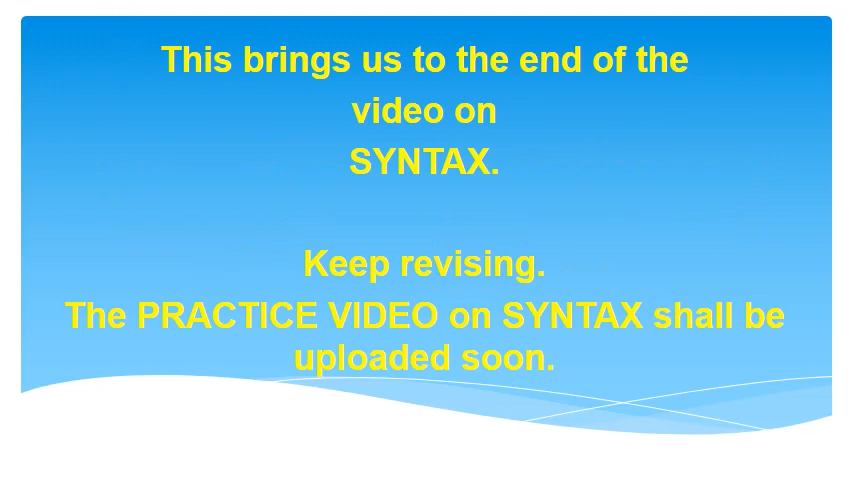 This brings us to the end of the
video on
SYNTAX.
Keep revising.
The PRACTICE VIDEO on SYNTAX shall be
uploaded soon.